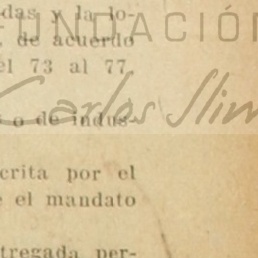 das y la lo-
FUNDACIÓN
de acuerdo
el 73 al 77
Carlos Slim
o de indus-
crita por el
e el mandato
tregada per-